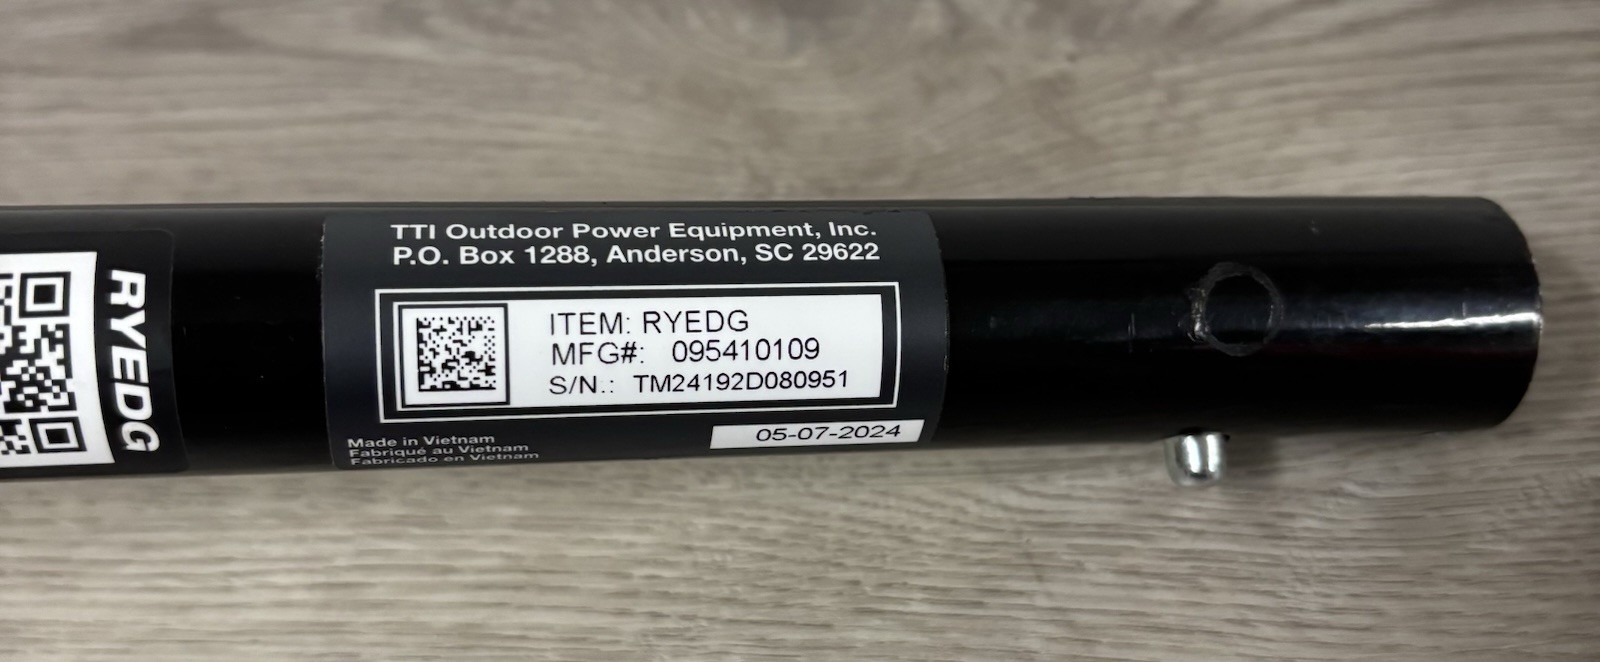 RYEDG
TTI Outdoor Power Equipment, Inc.
P.O. Box 1288, Anderson, SC 29622
ITEM: RYEDG
MFG#: 095410109
S/N.: TM24192D080951
Made in Vietnam
Fabriqué au Vietnam
Fabricado en Vietnam
05-07-2024